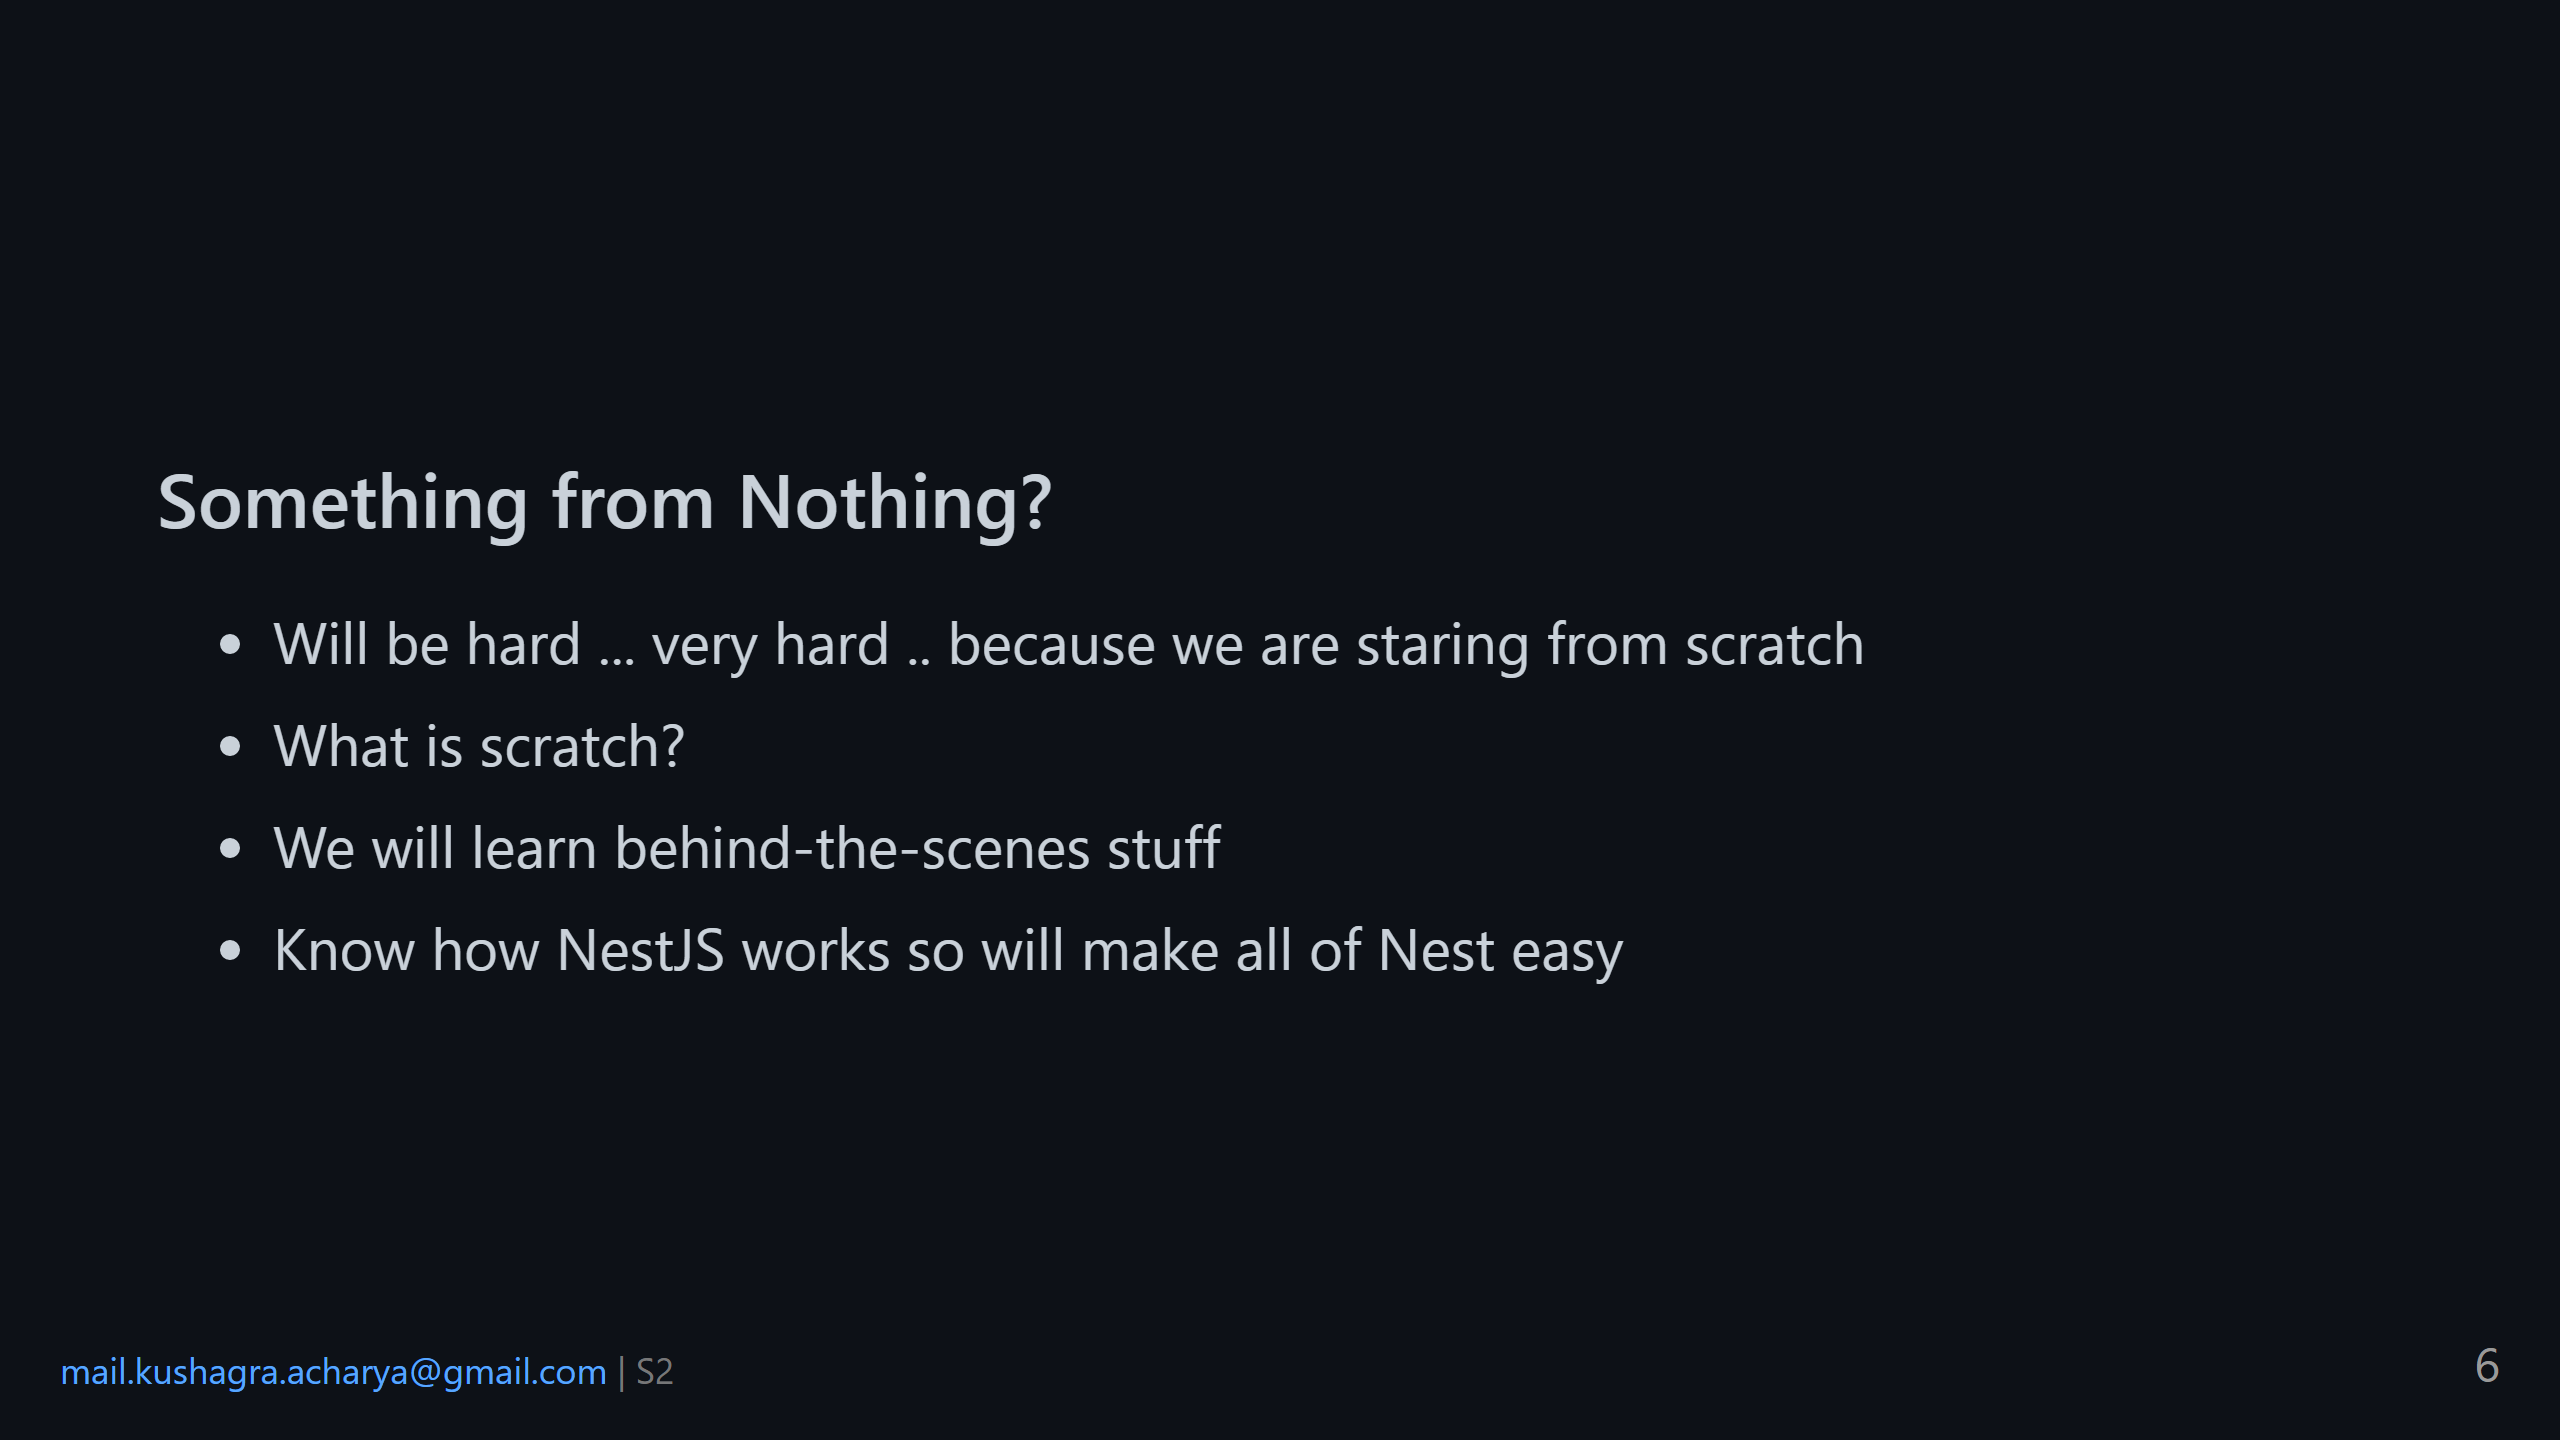 Something from Nothing?
• Will be hard ... very hard .. because we are staring from scratch
• What is scratch?
• We will learn behind-the-scenes stuff
• Know how NestJS works so will make all of Nest easy
mail.kushagra.acharya@gmail.com | S2
6